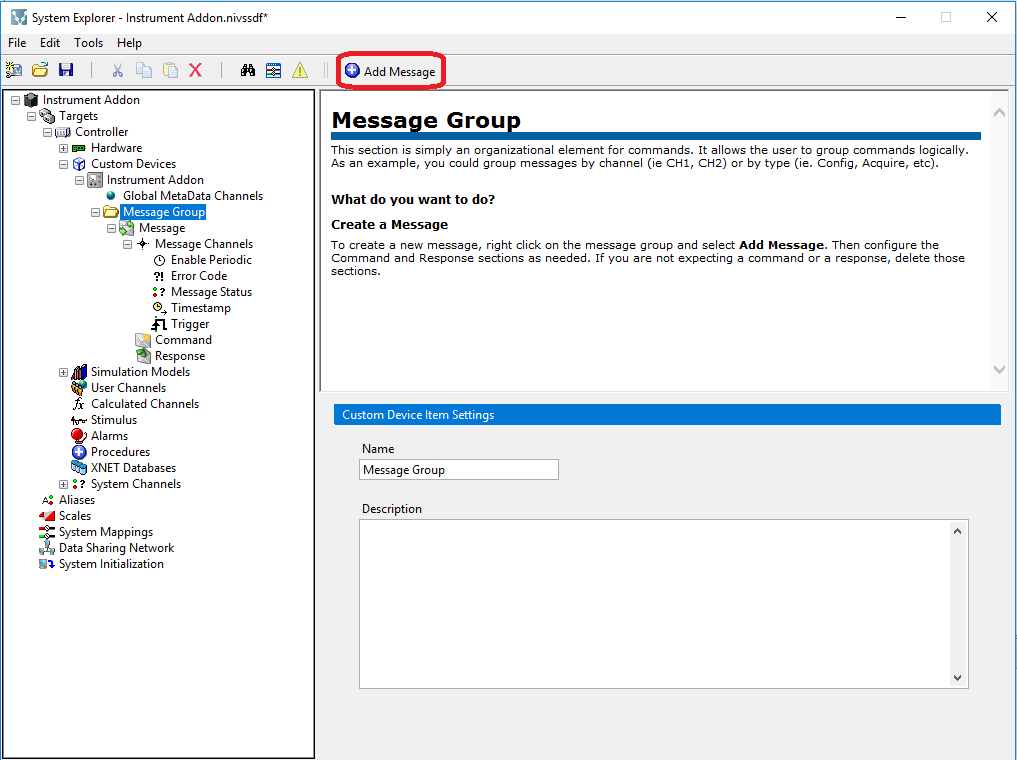 System Explorer - Instrument Addon.nivssdf*
File Edit Tools Help
Add Message
Instrument Addon
Targets
Controller
Hardware
Custom Devices
Instrument Addon
Global MetaData Channels
Message Group
Message
Message Channels
Enable Periodic
Error Code
Message Status
Timestamp
Trigger
Command
Response
Simulation Models
User Channels
Calculated Channels
Stimulus
Alarms
Procedures
XNET Databases
System Channels
Aliases
Scales
System Mappings
Data Sharing Network
System Initialization
Message Group
This section is simply an organizational element for commands. It allows the user to group commands logically.
As an example, you could group messages by channel (ie CH1, CH2) or by type (ie. Config, Acquire, etc).
What do you want to do?
Create a Message
To create a new message, right click on the message group and select Add Message. Then configure the
Command and Response sections as needed. If you are not expecting a command or a response, delete those
sections.
Custom Device Item Settings
Name
Message Group
Description